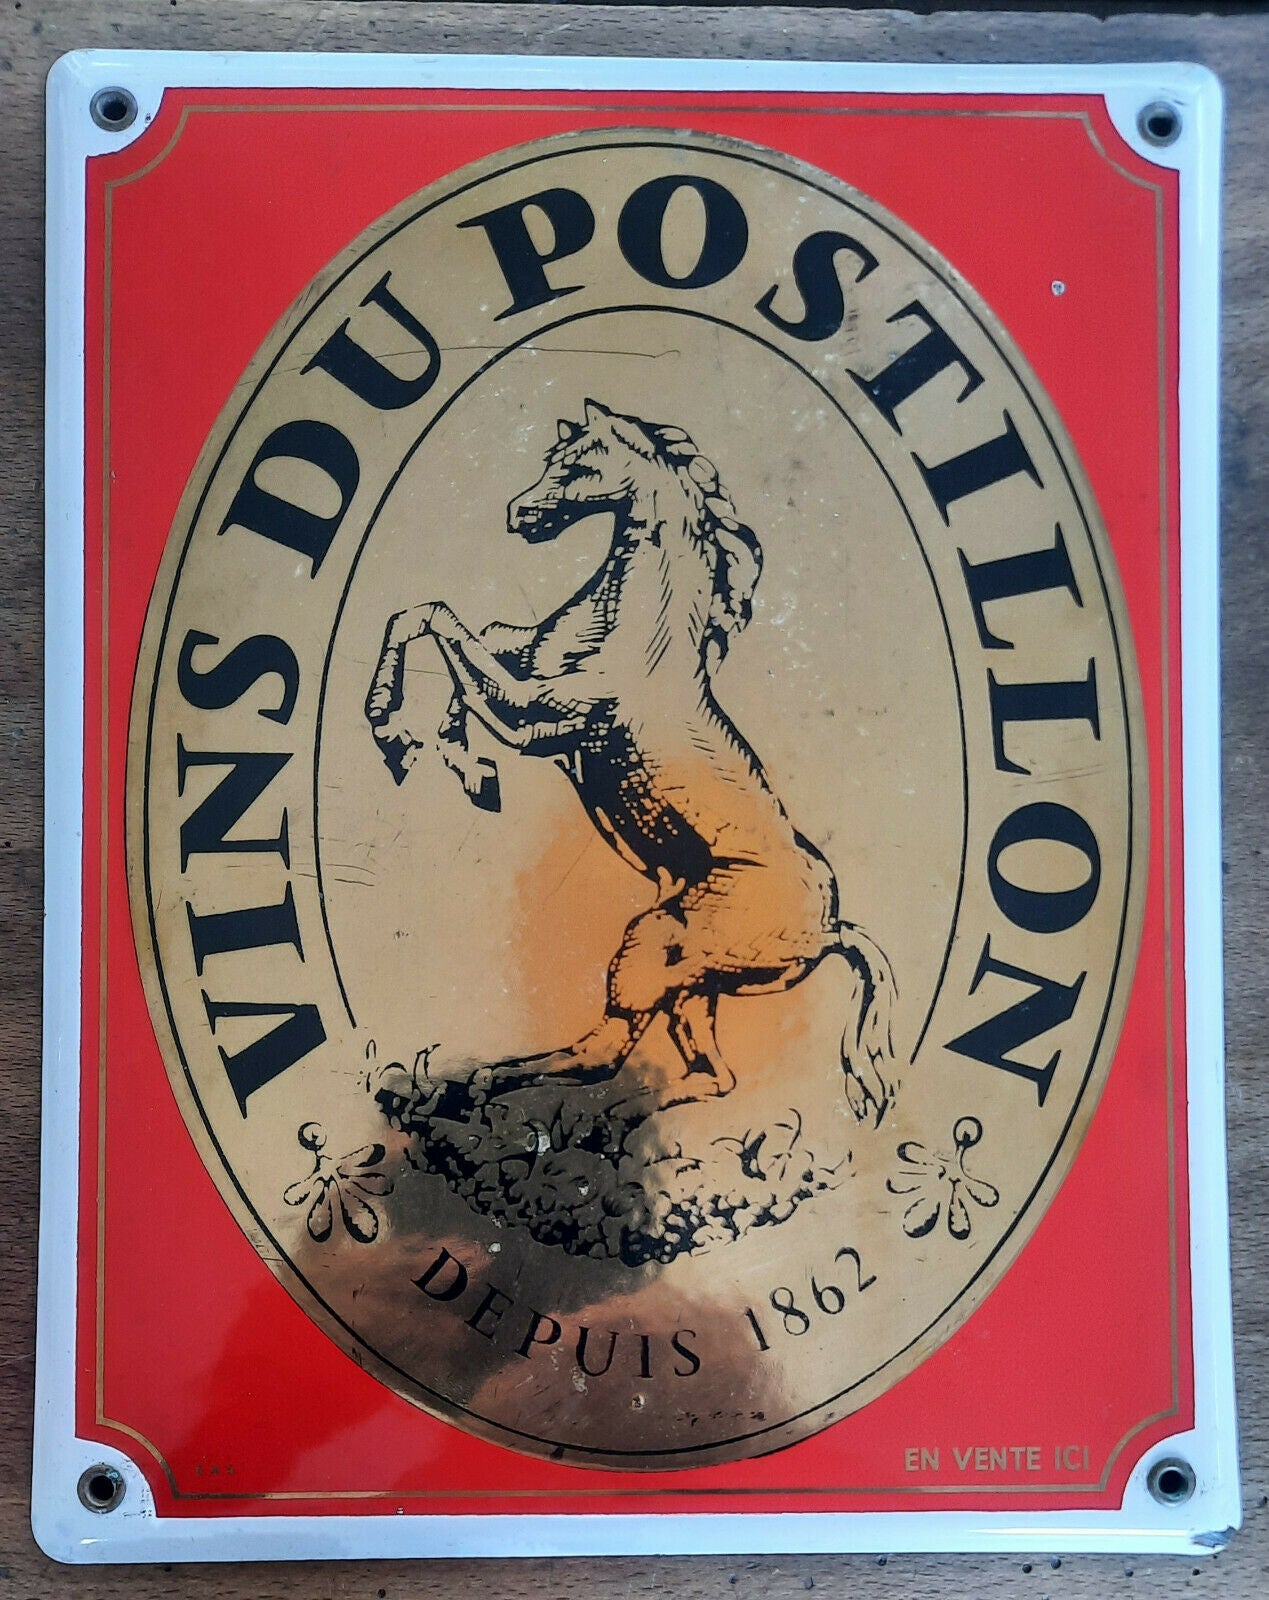 VINS DU POSTILLON
DEPUIS 1862
EN VENTE ICI